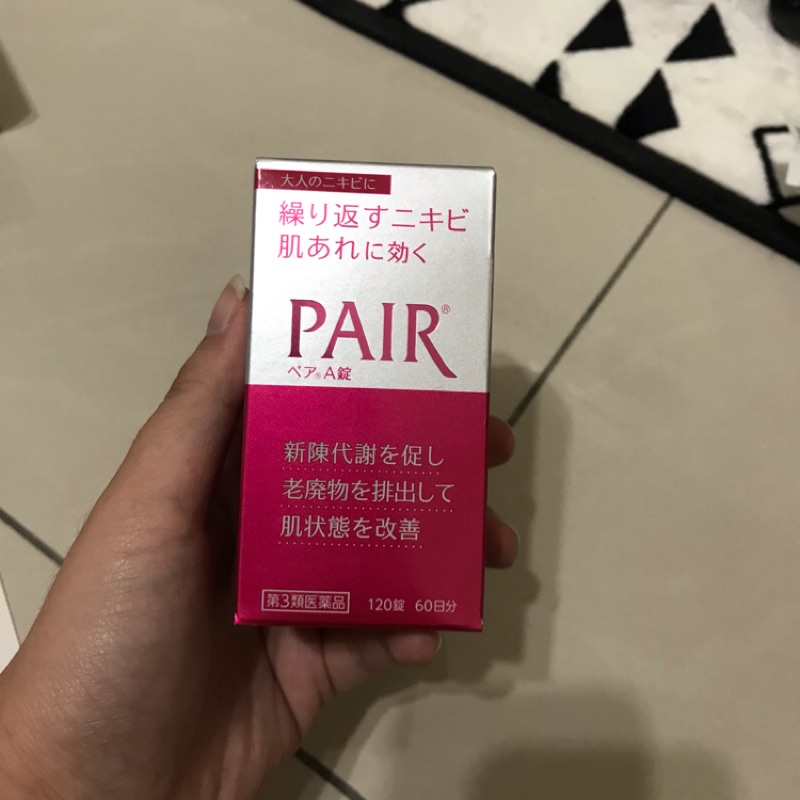 大人のニキビに
繰り返すニキビ
肌あれに効く
PAIR®
ペア®A錠
新陳代謝を促し
老廃物を排出して
肌状態を改善
第3類医薬品 120錠 60日分